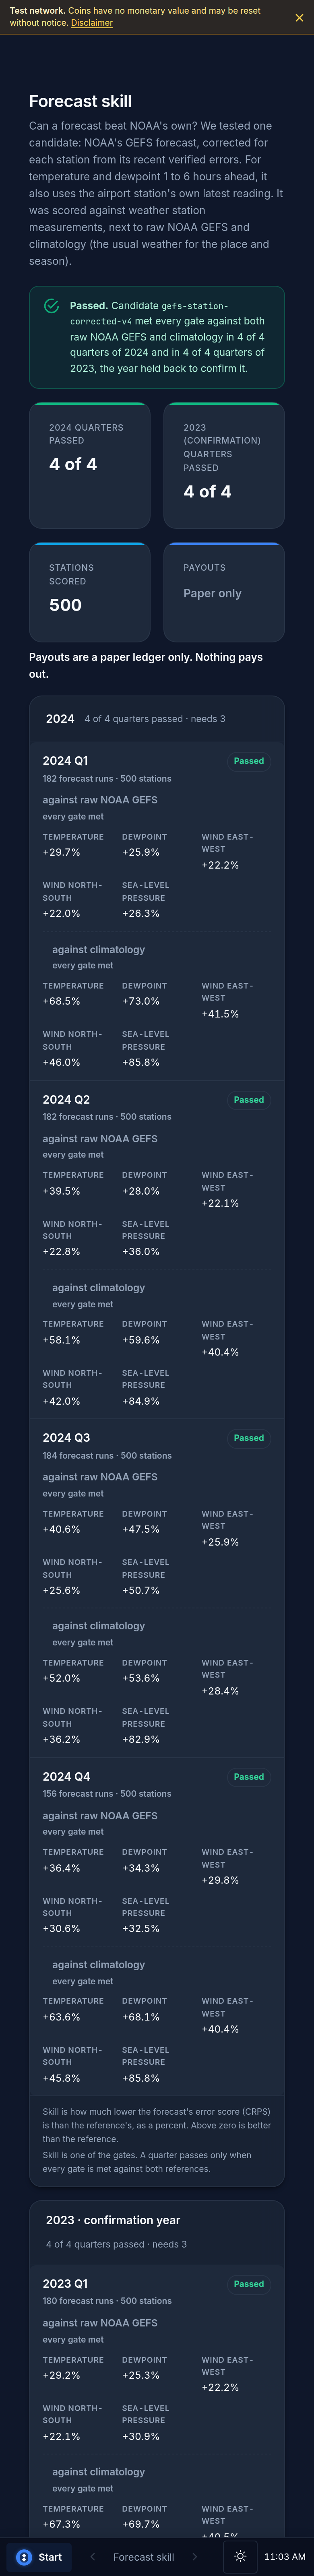 Test network. Coins have no monetary value and may be reset
without notice. Disclaimer
Forecast skill
Can a forecast beat NOAA's own? We tested one
candidate: NOAA's GEFS forecast, corrected for
each station from its recent verified errors. For
temperature and dewpoint 1 to 6 hours ahead, it
also uses the airport station's own latest reading. It
was scored against weather station
measurements, next to raw NOAA GEFS and
climatology (the usual weather for the place and
season).
Passed. Candidate gefs-station-
corrected-v4 met every gate against both
raw NOAA GEFS and climatology in 4 of 4
quarters of 2024 and in 4 of 4 quarters of
2023, the year held back to confirm it.
2024 QUARTERS
PASSED
4 of 4
2023
(CONFIRMATION)
QUARTERS
PASSED
4 of 4
STATIONS
SCORED
500
PAYOUTS
Paper only
Payouts are a paper ledger only. Nothing pays
out.
2024 4 of 4 quarters passed · needs 3
2024 Q1 Passed
182 forecast runs · 500 stations
against raw NOAA GEFS
every gate met
TEMPERATURE
+29.7%
DEWPOINT
+25.9%
WIND EAST-
WEST
+22.2%
WIND NORTH-
SOUTH
+22.0%
SEA-LEVEL
PRESSURE
+26.3%
against climatology
every gate met
TEMPERATURE
+68.5%
DEWPOINT
+73.0%
WIND EAST-
WEST
+41.5%
WIND NORTH-
SOUTH
+46.0%
SEA-LEVEL
PRESSURE
+85.8%
2024 Q2 Passed
182 forecast runs · 500 stations
against raw NOAA GEFS
every gate met
TEMPERATURE
+39.5%
DEWPOINT
+28.0%
WIND EAST-
WEST
+22.1%
WIND NORTH-
SOUTH
+22.8%
SEA-LEVEL
PRESSURE
+36.0%
against climatology
every gate met
TEMPERATURE
+58.1%
DEWPOINT
+59.6%
WIND EAST-
WEST
+40.4%
WIND NORTH-
SOUTH
+42.0%
SEA-LEVEL
PRESSURE
+84.9%
2024 Q3 Passed
184 forecast runs · 500 stations
against raw NOAA GEFS
every gate met
TEMPERATURE
+40.6%
DEWPOINT
+47.5%
WIND EAST-
WEST
+25.9%
WIND NORTH-
SOUTH
+25.6%
SEA-LEVEL
PRESSURE
+50.7%
against climatology
every gate met
TEMPERATURE
+52.0%
DEWPOINT
+53.6%
WIND EAST-
WEST
+28.4%
WIND NORTH-
SOUTH
+36.2%
SEA-LEVEL
PRESSURE
+82.9%
2024 Q4 Passed
156 forecast runs · 500 stations
against raw NOAA GEFS
every gate met
TEMPERATURE
+36.4%
DEWPOINT
+34.3%
WIND EAST-
WEST
+29.8%
WIND NORTH-
SOUTH
+30.6%
SEA-LEVEL
PRESSURE
+32.5%
against climatology
every gate met
TEMPERATURE
+63.6%
DEWPOINT
+68.1%
WIND EAST-
WEST
+40.4%
WIND NORTH-
SOUTH
+45.8%
SEA-LEVEL
PRESSURE
+85.8%
Skill is how much lower the forecast's error score (CRPS)
is than the reference's, as a percent. Above zero is better
than the reference.
Skill is one of the gates. A quarter passes only when
every gate is met against both references.
2023 · confirmation year
4 of 4 quarters passed · needs 3
2023 Q1 Passed
180 forecast runs · 500 stations
against raw NOAA GEFS
every gate met
TEMPERATURE
+29.2%
DEWPOINT
+25.3%
WIND EAST-
WEST
+22.2%
WIND NORTH-
SOUTH
+22.1%
SEA-LEVEL
PRESSURE
+30.9%
against climatology
every gate met
TEMPERATURE
+67.3%
DEWPOINT
+69.7%
WIND EAST-
WEST
Start
Forecast skill
11:03 AM